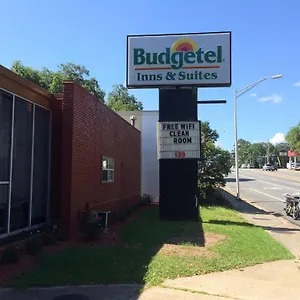 Budgetel
Inns & Suites
FREE WIFI
CLEAN
ROOM